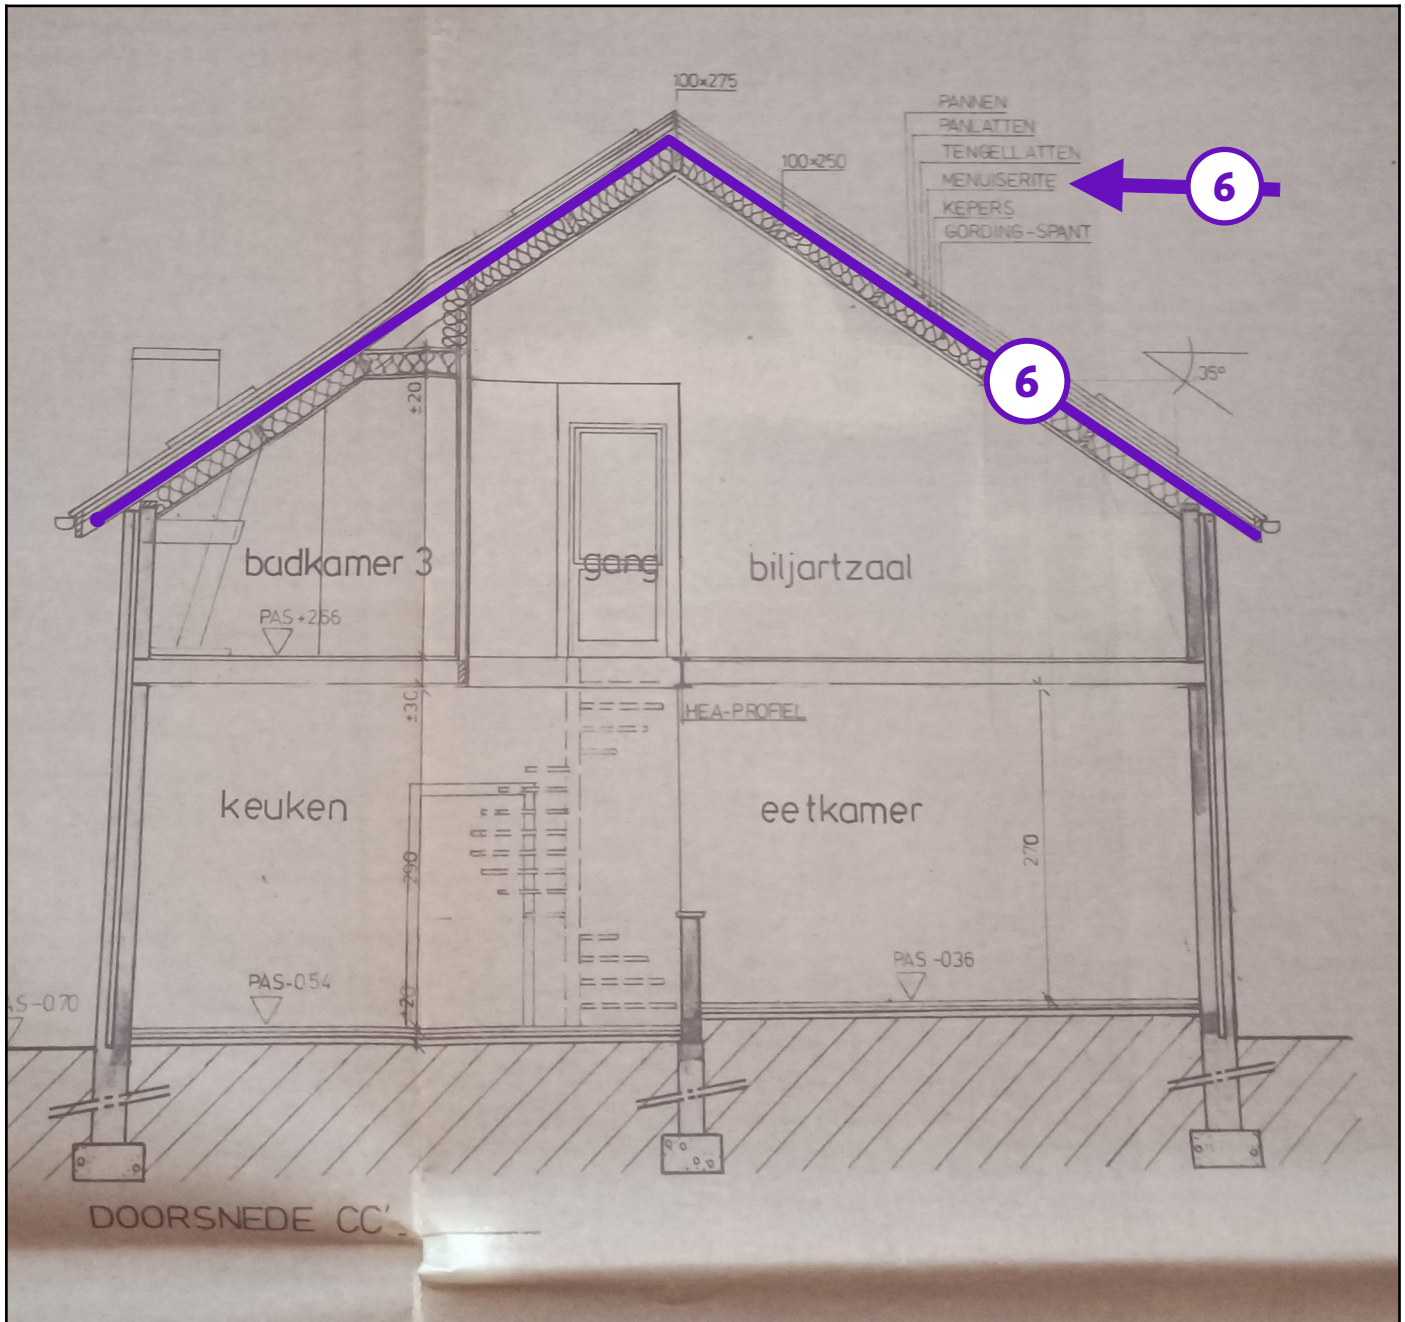 100×275
PANNEN
PANLATTEN
TENGELLATTEN
100×250
MENUISERITE
6
KEPERS
GORDING-SPANT
35°
6
±20
badkamer 3
gang
biljartzaal
PAS +266
±30
HEA-PROFIEL
keuken
eetkamer
290
270
PAS-054
PAS -036
AS-070
±20
DOORSNEDE CC'